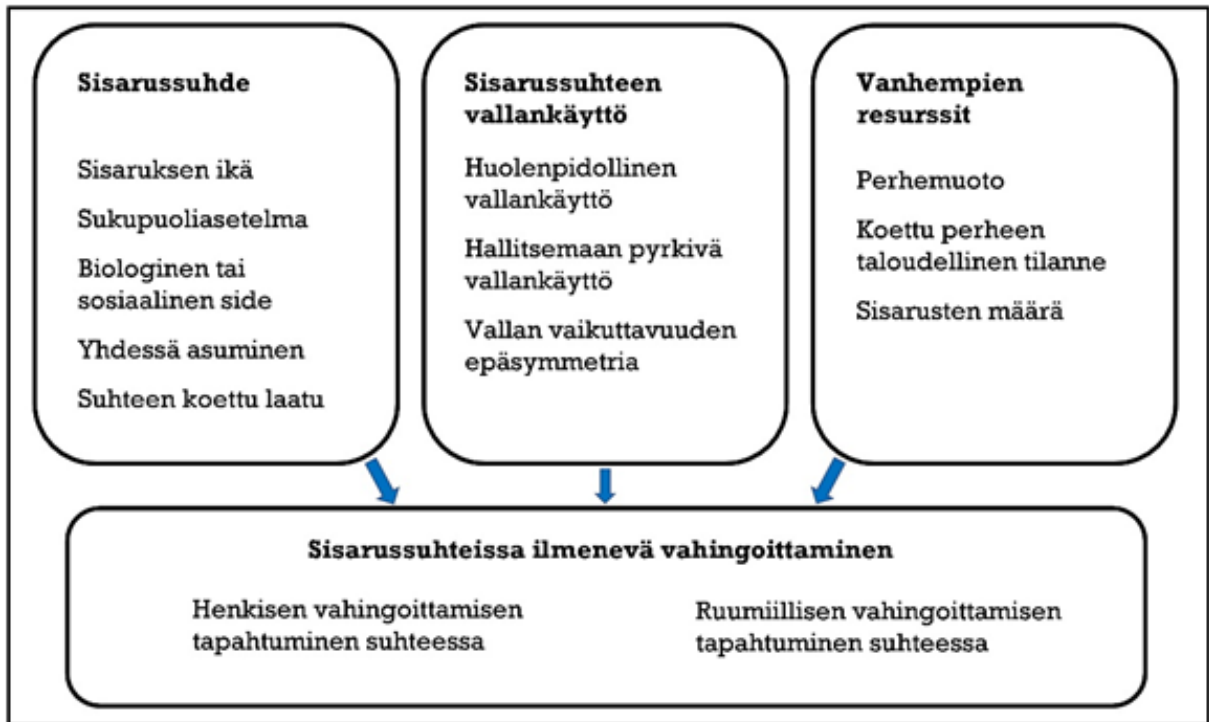 Sisarussuhde
Sisaruksen ikä
Sukupuoliasetelma
Biologinen tai
sosiaalinen side
Yhdessä asuminen
Suhteen koettu laatu
Sisarussuhteen
vallankäyttö
Huolenpidollinen
vallankäyttö
Hallitsemaan pyrkivä
vallankäyttö
Vallan vaikuttavuuden
epäsymmetria
Vanhempien
resurssit
Perhemuoto
Koettu perheen
taloudellinen tilanne
Sisarusten määrä
Sisarussuhteissa ilmenevä vahingoittaminen
Henkisen vahingoittamisen
tapahtuminen suhteessa
Ruumiillisen vahingoittamisen
tapahtuminen suhteessa